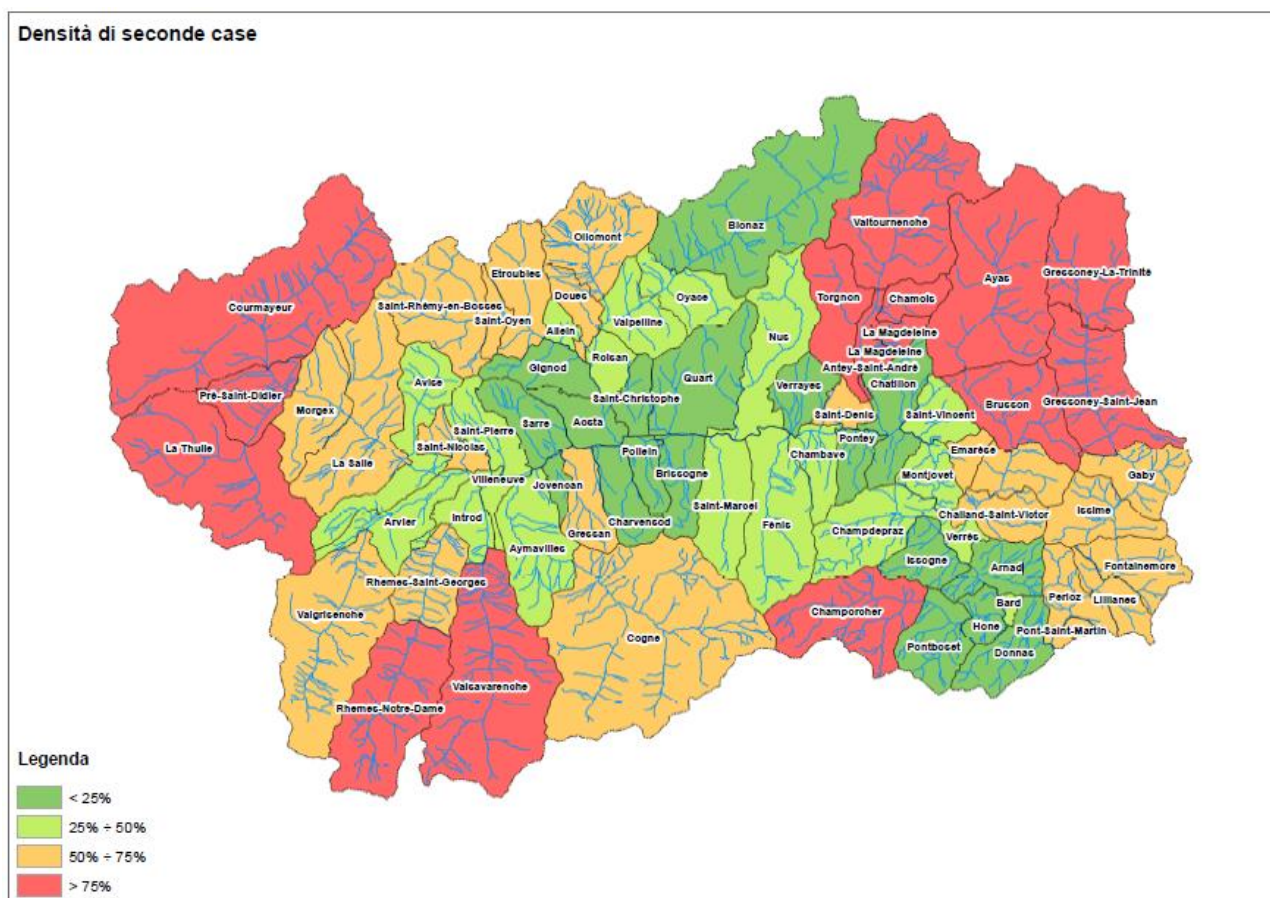 Densità di seconde case
Bionaz
Valtournenche
Ollomont
Ayas
Gressoney-La-Trinité
Etroubles
Courmayeur
Saint-Rhémy-en-Bosses
Doues
Oyace
Torgnon
Chamois
Saint-Oyen
Valpelline
Allein
Nus
La Magdeleine
La Magdeleine
Roisan
Gignod
Antey-Saint-André
Quart
Avise
Verrayes
Chatillon
Pré-Saint-Didier
Saint-Christophe
Brusson
Gressoney-Saint-Jean
Morgex
Saint-Denis
Saint-Vincent
Sarre
Aosta
Saint-Pierre
Pontey
La Thuile
Saint-Nicolas
Pollein
Emarèse
Chambave
La Salle
Brissogne
Montjovet
Gaby
Villeneuve
Jovencan
Saint-Marcel
Issime
Challand-Saint-Victor
Introd
Arvier
Charvensod
Fénis
Champdepraz
Gressan
Verrès
Aymavilles
Issogne
Arnad
Fontainemore
Rhemes-Saint-Georges
Perloz
Lillianes
Bard
Valgrisenche
Champorcher
Hone
Pont-Saint-Martin
Cogne
Pontboset
Donnas
Valsavarenche
Rhemes-Notre-Dame
Legenda
< 25%
25% ÷ 50%
50% ÷ 75%
> 75%